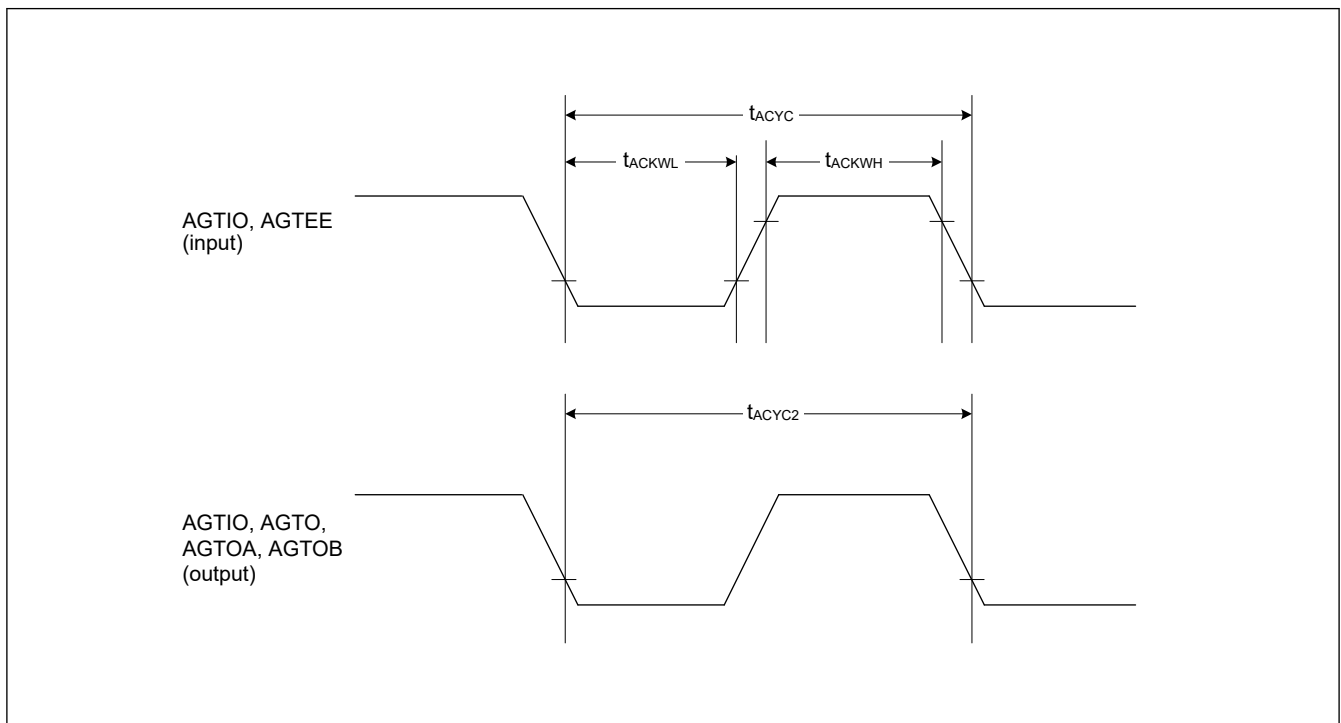 tACYC
tACKWL
tACKWH
AGTIO, AGTEE
(input)
tACYC2
AGTIO, AGTO,
AGTOA, AGTOB
(output)